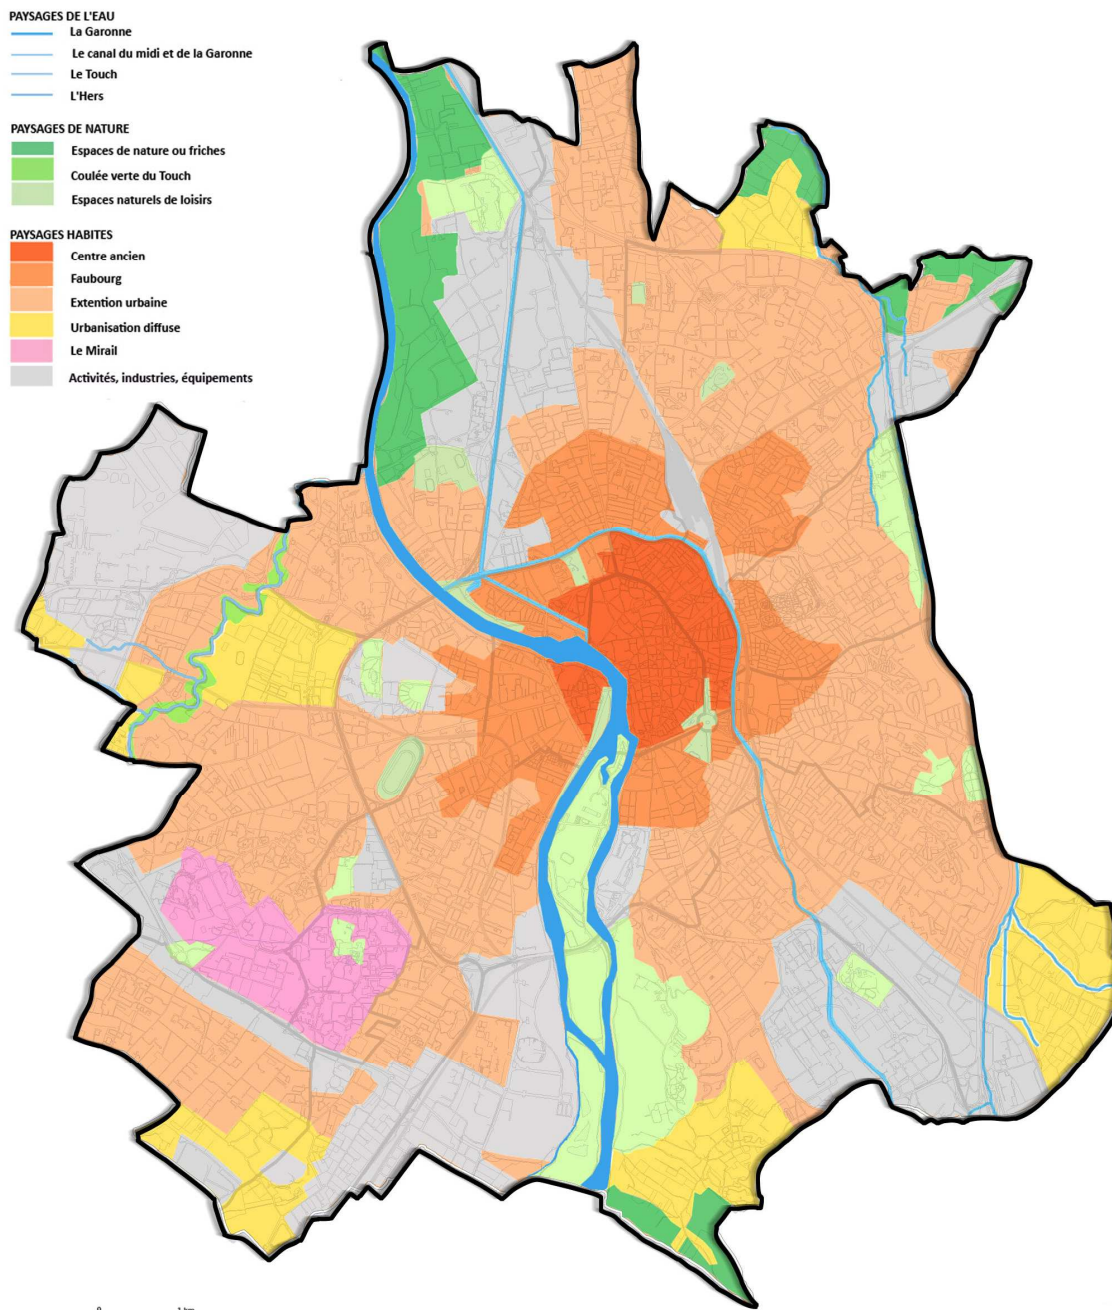 PAYSAGES DE L'EAU
La Garonne
Le canal du midi et de la Garonne
Le Touch
L'Hers
PAYSAGES DE NATURE
Espaces de nature ou friches
Coulée verte du Touch
Espaces naturels de loisirs
PAYSAGES HABITES
Centre ancien
Faubourg
Extention urbaine
Urbanisation diffuse
Le Mirail
Activités, industries, équipements